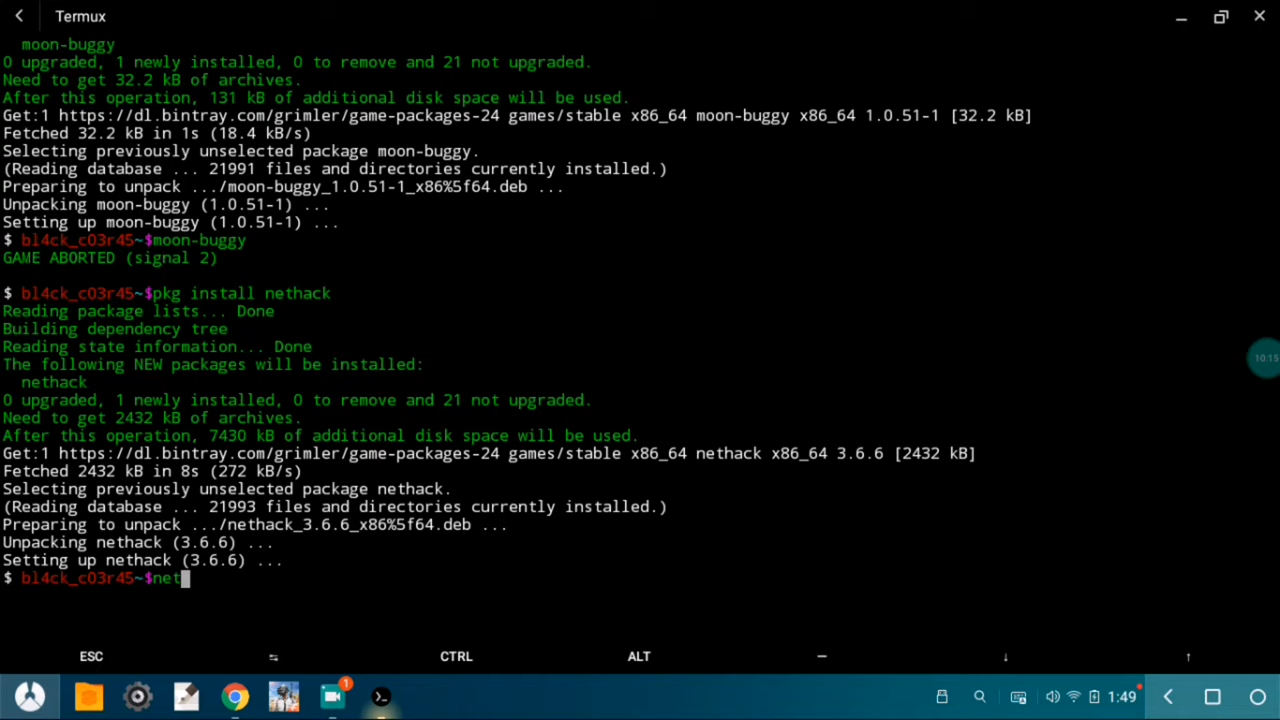 Termux
moon-buggy
0 upgraded, 1 newly installed, 0 to remove and 21 not upgraded.
Need to get 32.2 kB of archives.
After this operation, 131 kB of additional disk space will be used.
Get:1 https://dl.bintray.com/grimler/game-packages-24 games/stable x86_64 moon-buggy x86_64 1.0.51-1 [32.2 kB]
Fetched 32.2 kB in 1s (18.4 kB/s)
Selecting previously unselected package moon-buggy.
(Reading database ... 21991 files and directories currently installed.)
Preparing to unpack .../moon-buggy_1.0.51-1_x86%5f64.deb ...
Unpacking moon-buggy (1.0.51-1) ...
Setting up moon-buggy (1.0.51-1) ...
$ bl4ck_c03r45~$moon-buggy
GAME ABORTED (signal 2)
$ bl4ck_c03r45~$pkg install nethack
Reading package lists... Done
Building dependency tree
Reading state information... Done
The following NEW packages will be installed:
nethack
0 upgraded, 1 newly installed, 0 to remove and 21 not upgraded.
Need to get 2432 kB of archives.
After this operation, 7430 kB of additional disk space will be used.
Get:1 https://dl.bintray.com/grimler/game-packages-24 games/stable x86_64 nethack x86_64 3.6.6 [2432 kB]
Fetched 2432 kB in 8s (272 kB/s)
Selecting previously unselected package nethack.
(Reading database ... 21993 files and directories currently installed.)
Preparing to unpack .../nethack_3.6.6_x86%5f64.deb ...
Unpacking nethack (3.6.6) ...
Setting up nethack (3.6.6) ...
$ bl4ck_c03r45~$net
10:15
ESC ⇆ CTRL ALT — ↓ ↑
1 1:49